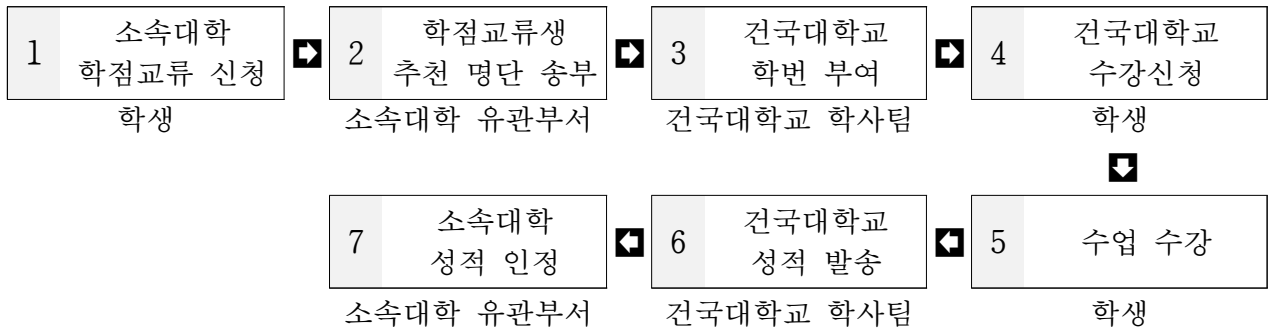 1 소속대학 학점교류 신청
학생
2 학점교류생 추천 명단 송부
소속대학 유관부서
3 건국대학교 학번 부여
건국대학교 학사팀
4 건국대학교 수강신청
학생
5 수업 수강
학생
6 건국대학교 성적 발송
건국대학교 학사팀
7 소속대학 성적 인정
소속대학 유관부서